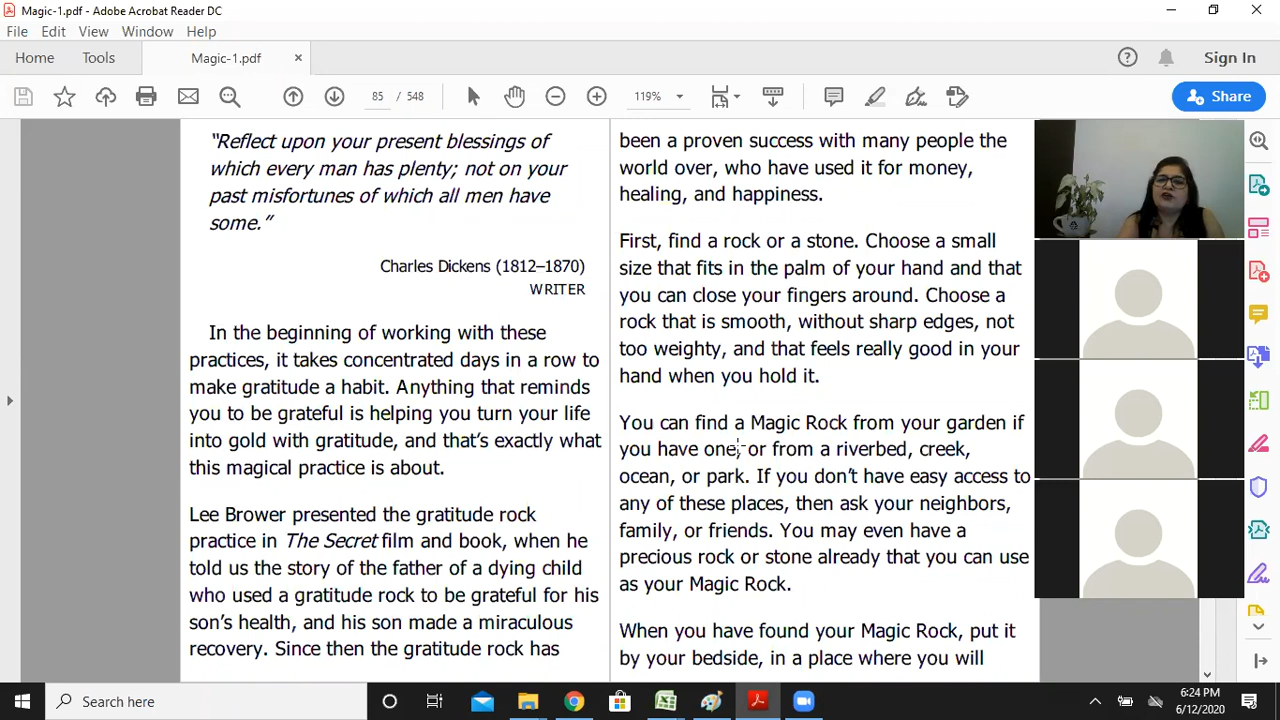 Magic-1.pdf - Adobe Acrobat Reader DC
File Edit View Window Help
Home Tools Magic-1.pdf × Sign In
85 / 548 119% Share
“Reflect upon your present blessings of
which every man has plenty; not on your
past misfortunes of which all men have
some.”
Charles Dickens (1812–1870)
WRITER
In the beginning of working with these
practices, it takes concentrated days in a row to
make gratitude a habit. Anything that reminds
you to be grateful is helping you turn your life
into gold with gratitude, and that’s exactly what
this magical practice is about.
Lee Brower presented the gratitude rock
practice in The Secret film and book, when he
told us the story of the father of a dying child
who used a gratitude rock to be grateful for his
son’s health, and his son made a miraculous
recovery. Since then the gratitude rock has
been a proven success with many people the
world over, who have used it for money,
healing, and happiness.
First, find a rock or a stone. Choose a small
size that fits in the palm of your hand and that
you can close your fingers around. Choose a
rock that is smooth, without sharp edges, not
too weighty, and that feels really good in your
hand when you hold it.
You can find a Magic Rock from your garden if
you have one, or from a riverbed, creek,
ocean, or park. If you don’t have easy access to
any of these places, then ask your neighbors,
family, or friends. You may even have a
precious rock or stone already that you can use
as your Magic Rock.
When you have found your Magic Rock, put it
by your bedside, in a place where you will
Search here
6:24 PM
6/12/2020